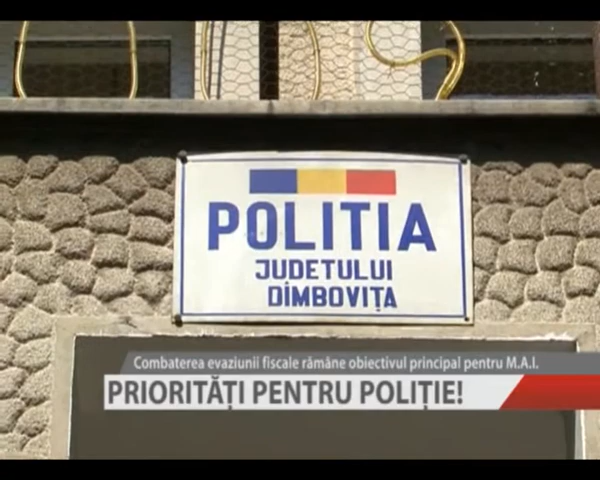 POLITIA
JUDETULUI
DÎMBOVIȚA
Combaterea evaziunii fiscale rămâne obiectivul principal pentru M.A.I.
PRIORITĂȚI PENTRU POLIȚIE!